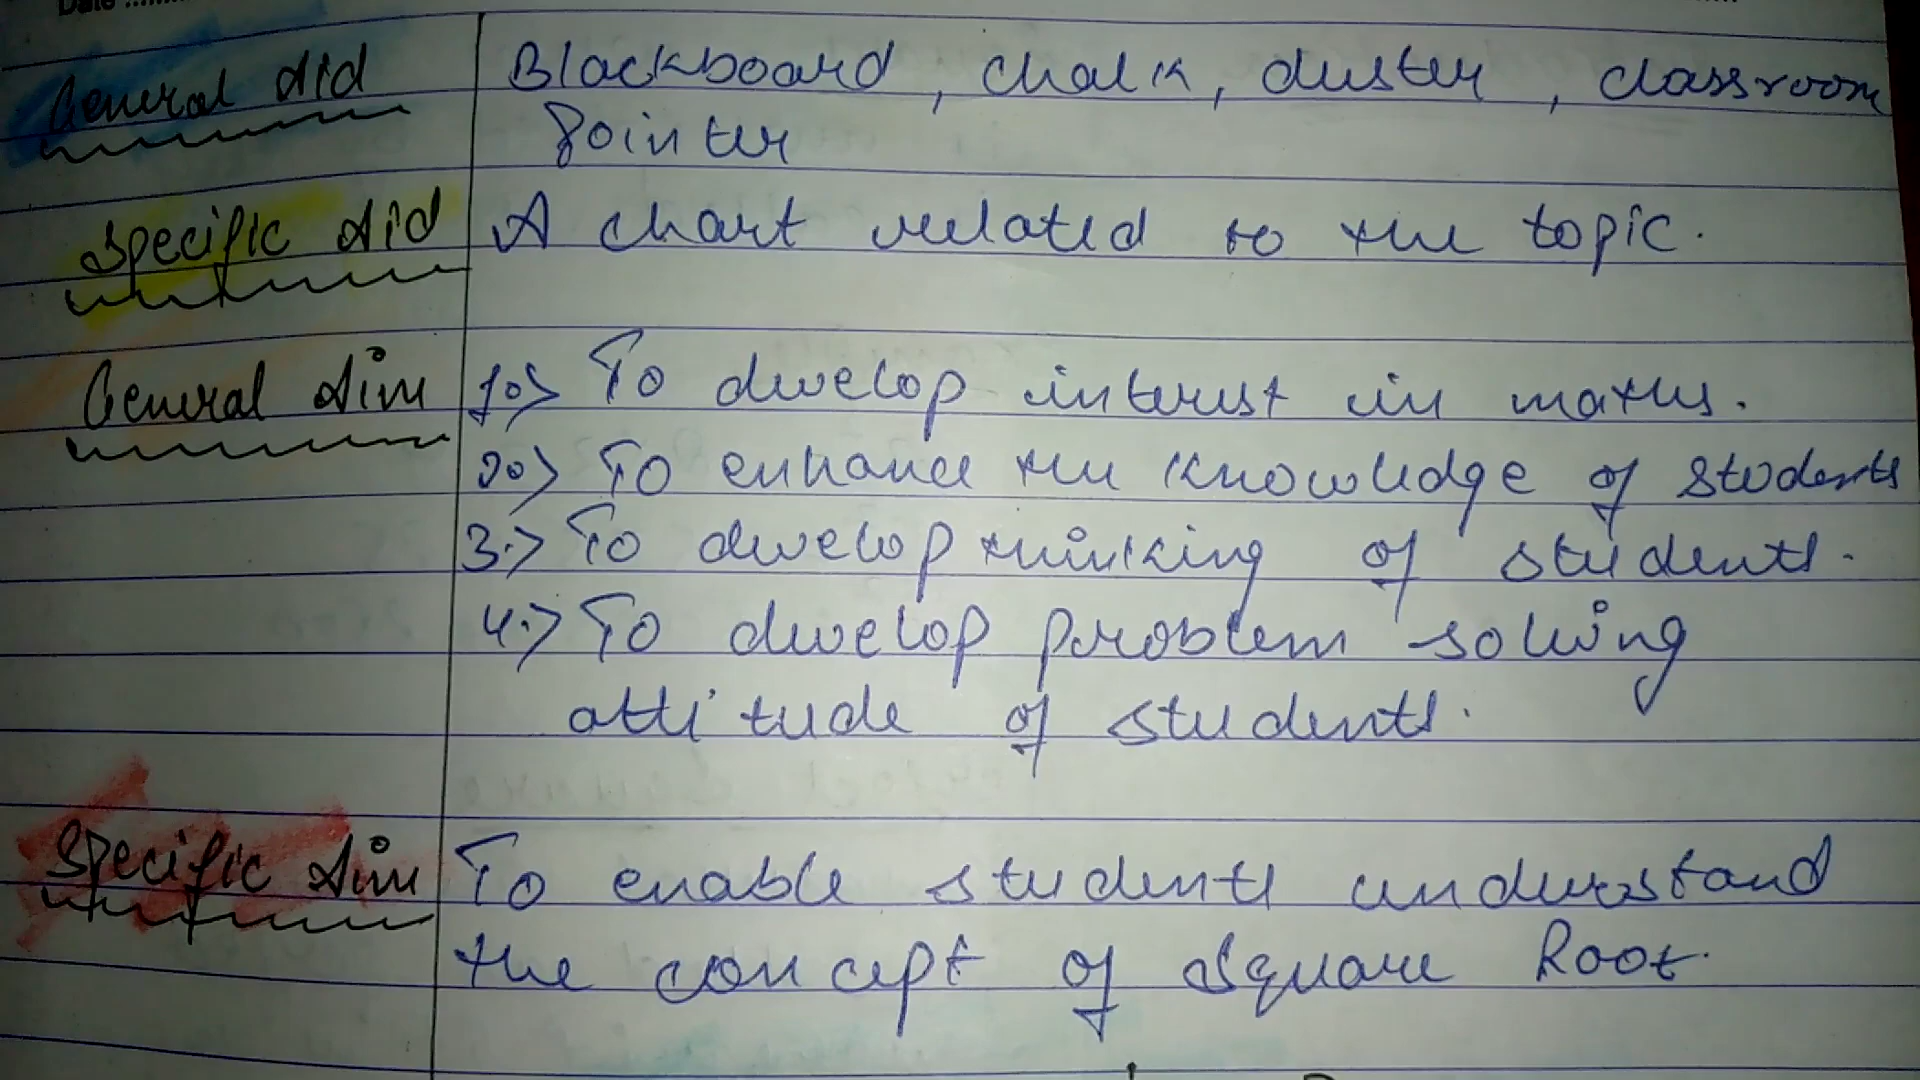 Date ........
General Aid Blackboard, chalk, duster, classroom
Pointer
Specific Aid A chart related to the topic.
General Aim 1.> To develop interest in maths.
2.> To enhance the knowledge of students
3.> To develop thinking of students.
4.> To develop problem solving
attitude of students.
Specific Aim To enable students understand
the concept of Square Root.